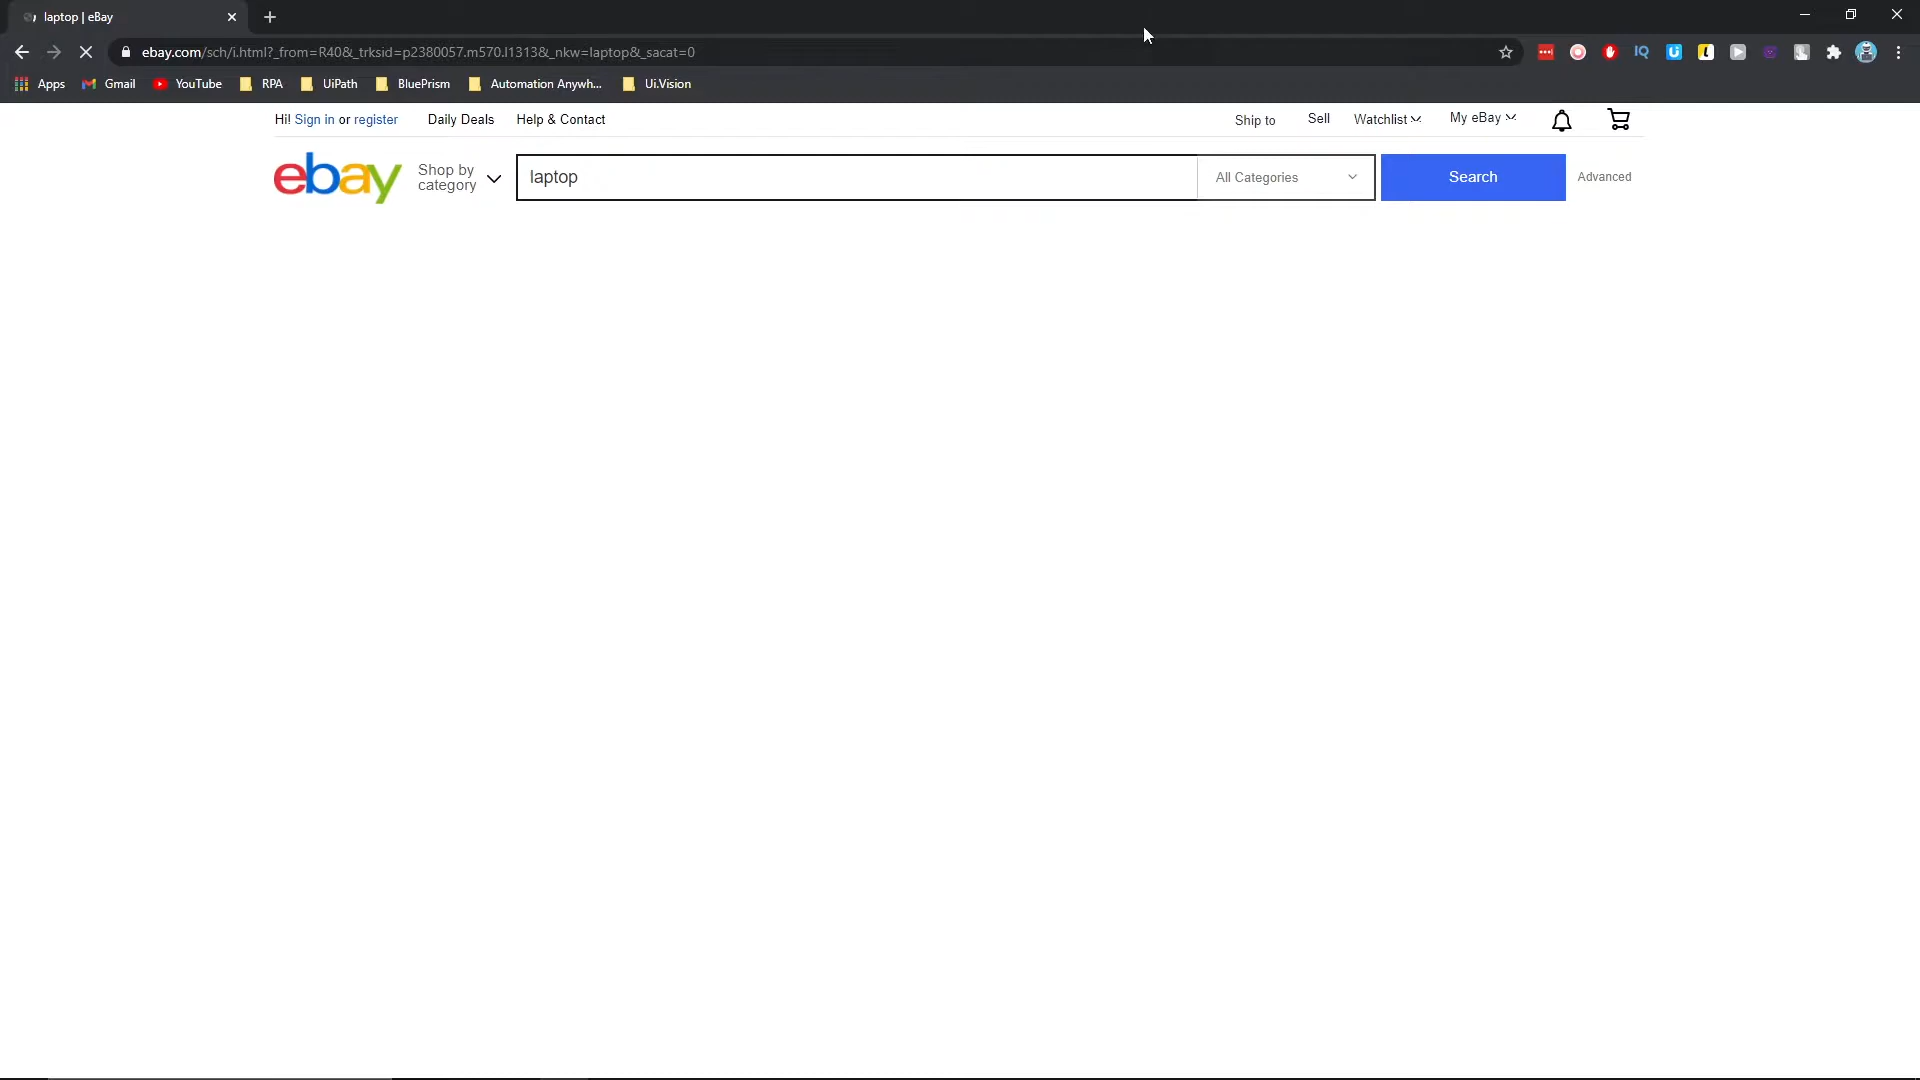 laptop | eBay
ebay.com/sch/i.html?_from=R40&_trksid=p2380057.m570.l1313&_nkw=laptop&_sacat=0
IQ
Apps Gmail YouTube RPA UiPath BluePrism Automation Anywh... Ui.Vision
Hi! Sign in or register Daily Deals Help & Contact Ship to Sell Watchlist My eBay
ebay Shop by category laptop All Categories Search Advanced